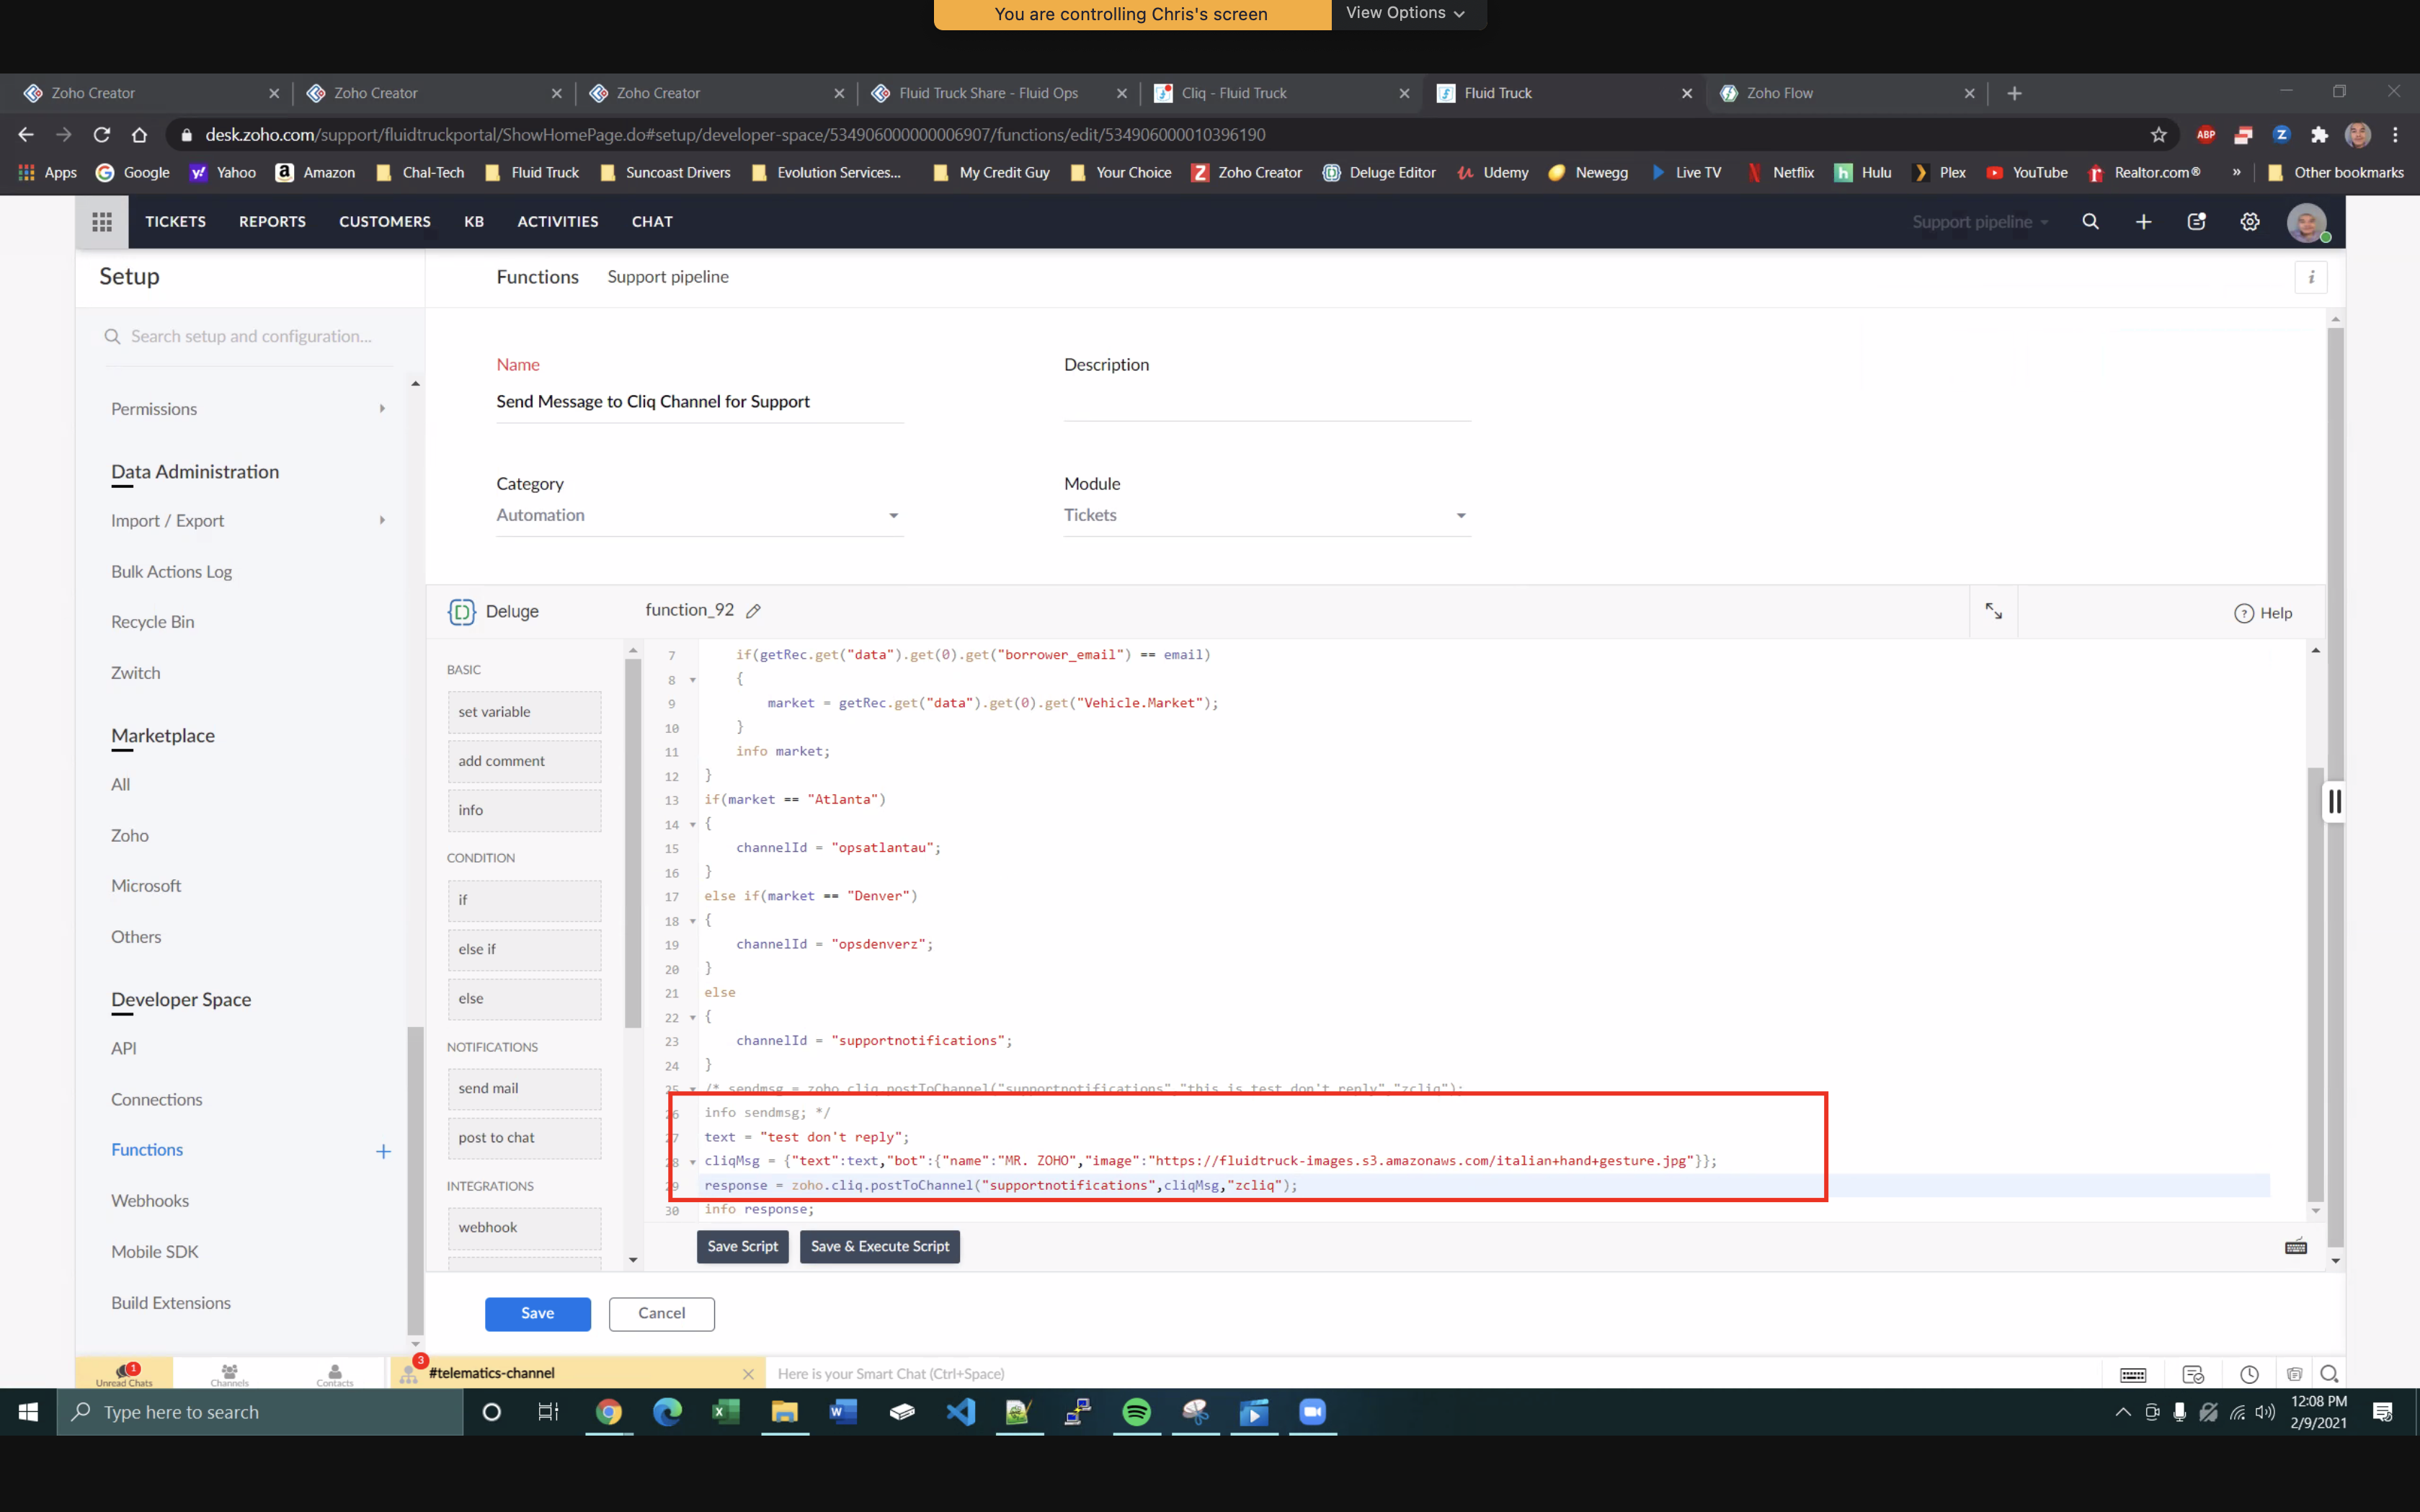 You are controlling Chris's screen
View Options
Zoho Creator
Zoho Creator
Zoho Creator
Fluid Truck Share - Fluid Ops
Cliq - Fluid Truck
Fluid Truck
Zoho Flow
desk.zoho.com/support/fluidtruckportal/ShowHomePage.do#setup/developer-space/534906000000006907/functions/edit/534906000010396190
ABP
Apps
Google
Yahoo
Amazon
Chal-Tech
Fluid Truck
Suncoast Drivers
Evolution Services...
My Credit Guy
Your Choice
Zoho Creator
Deluge Editor
Udemy
Newegg
Live TV
Netflix
Hulu
Plex
YouTube
Realtor.com®
»
Other bookmarks
TICKETS
REPORTS
CUSTOMERS
KB
ACTIVITIES
CHAT
Support pipeline
Setup
Functions
Support pipeline
Search setup and configuration...
Permissions
Data Administration
Import / Export
Bulk Actions Log
Recycle Bin
Zwitch
Marketplace
All
Zoho
Microsoft
Others
Developer Space
API
Connections
Functions
Webhooks
Mobile SDK
Build Extensions
Name
Send Message to Cliq Channel for Support
Description
Category
Automation
Module
Tickets
Deluge
function_92
Help
BASIC
set variable
add comment
info
CONDITION
if
else if
else
NOTIFICATIONS
send mail
post to chat
INTEGRATIONS
webhook
7 if(getRec.get("data").get(0).get("borrower_email") == email)
8 {
9 market = getRec.get("data").get(0).get("Vehicle.Market");
10 }
11 info market;
12 }
13 if(market == "Atlanta")
14 {
15 channelId = "opsatlantau";
16 }
17 else if(market == "Denver")
18 {
19 channelId = "opsdenverz";
20 }
21 else
22 {
23 channelId = "supportnotifications";
24 }
25 /* sendmsg = zoho.cliq.postToChannel("supportnotifications","this is test don't reply","zcliq");
26 info sendmsg; */
27 text = "test don't reply";
28 cliqMsg = {"text":text,"bot":{"name":"MR. ZOHO","image":"https://fluidtruck-images.s3.amazonaws.com/italian+hand+gesture.jpg"}};
29 response = zoho.cliq.postToChannel("supportnotifications",cliqMsg,"zcliq");
30 info response;
Save Script
Save & Execute Script
Save
Cancel
1
Unread Chats
Channels
Contacts
3
#telematics-channel
Here is your Smart Chat (Ctrl+Space)
Type here to search
12:08 PM
2/9/2021